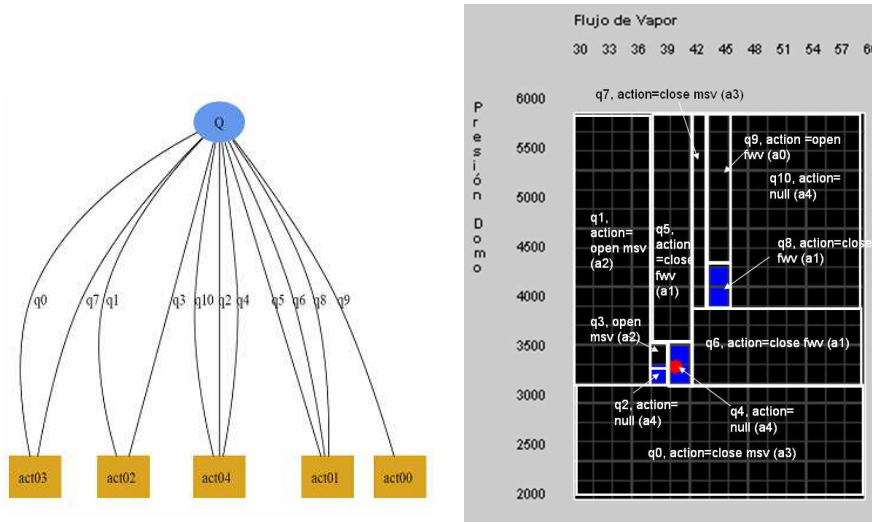 Q
q0
q7
q1
q3
q10
q2
q4
q5
q6
q8
q9
act03
act02
act04
act01
act00
Flujo de Vapor
30 33 36 39 42 45 48 51 54 57 60
Presión Domo
6000
5500
5000
4500
4000
3500
3000
2500
2000
q7, action=close msv (a3)
q9, action =open
fwv (a0)
q10, action=
null (a4)
q1,
action=
open msv
(a2)
q5,
action
=close
fwv
(a1)
q8, action=close
fwv (a1)
q3, open
msv (a2)
q6, action=close fwv (a1)
q2, action=
null (a4)
q4, action=
null (a4)
q0, action=close msv (a3)